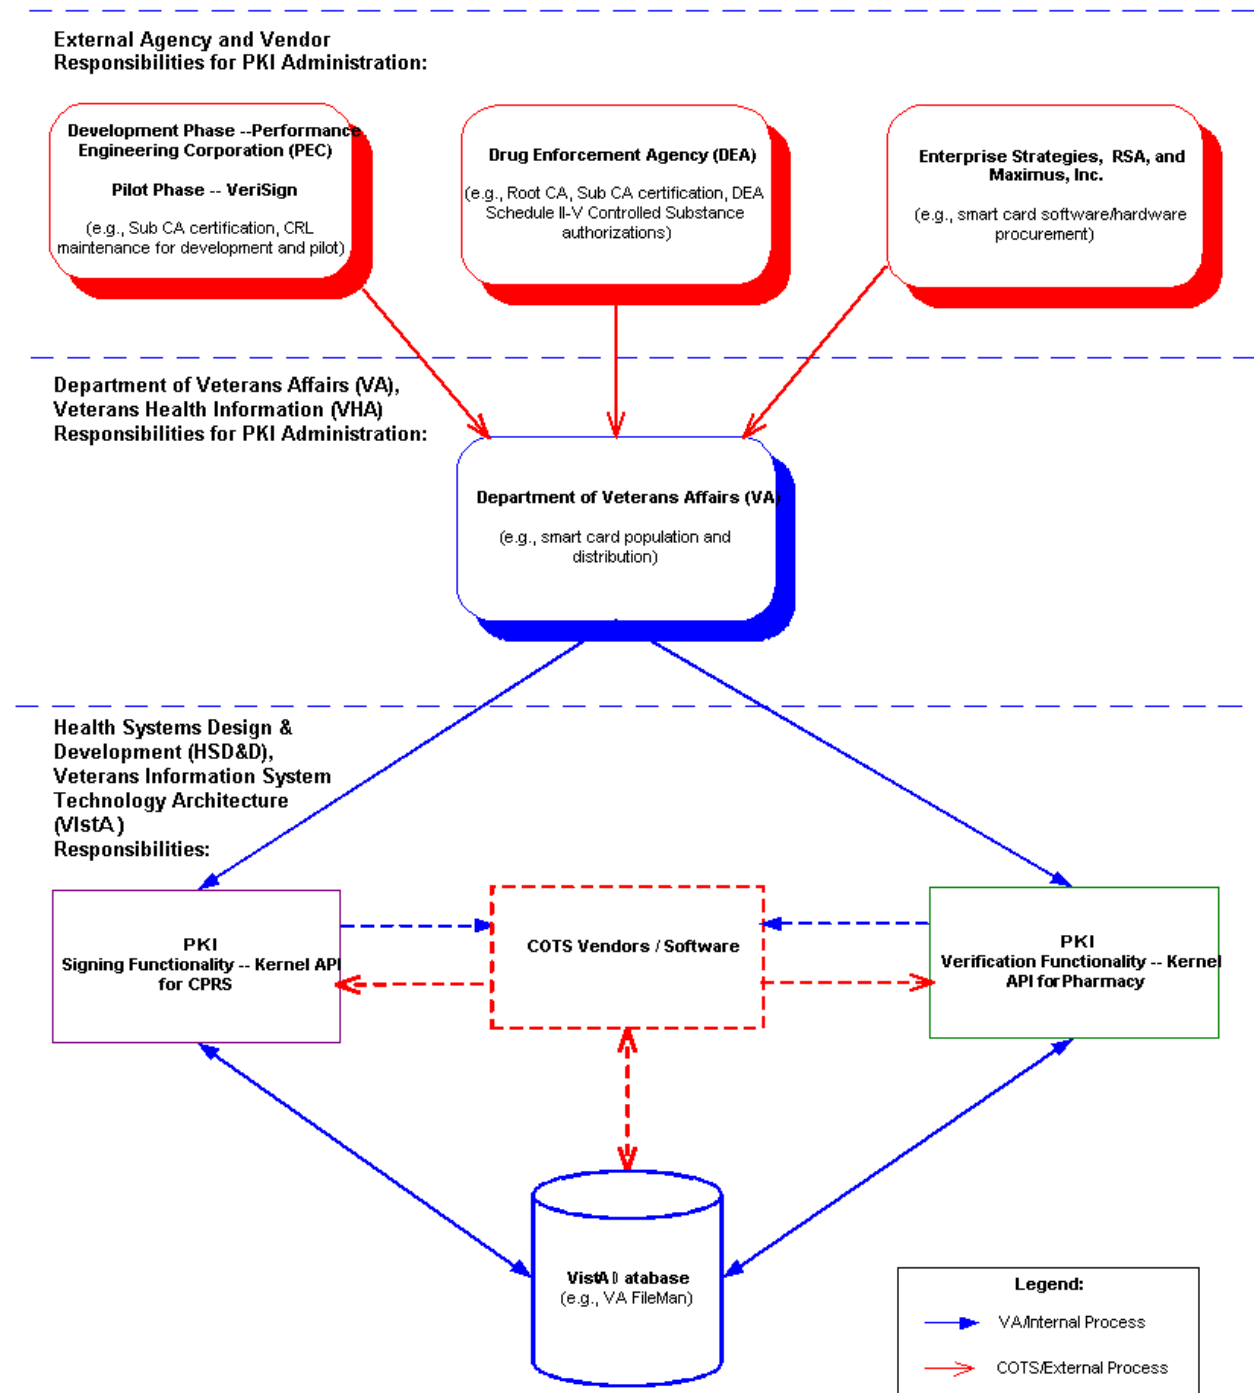 External Agency and Vendor
Responsibilities for PKI Administration:
Development Phase --Performance
Engineering Corporation (PEC)
Pilot Phase -- VeriSign
(e.g., Sub CA certification, CRL
maintenance for development and pilot)
Drug Enforcement Agency (DEA)
(e.g., Root CA, Sub CA certification, DEA
Schedule II-V Controlled Substance
authorizations)
Enterprise Strategies, RSA, and
Maximus, Inc.
(e.g., smart card software/hardware
procurement)
Department of Veterans Affairs (VA),
Veterans Health Information (VHA)
Responsibilities for PKI Administration:
Department of Veterans Affairs (VA)
(e.g., smart card population and
distribution)
Health Systems Design &
Development (HSD&D),
Veterans Information System
Technology Architecture
(VistA)
Responsibilities:
PKI
Signing Functionality -- Kernel API
for CPRS
COTS Vendors / Software
PKI
Verification Functionality -- Kernel
API for Pharmacy
VistA Database
(e.g., VA FileMan)
Legend:
VA/Internal Process
COTS/External Process